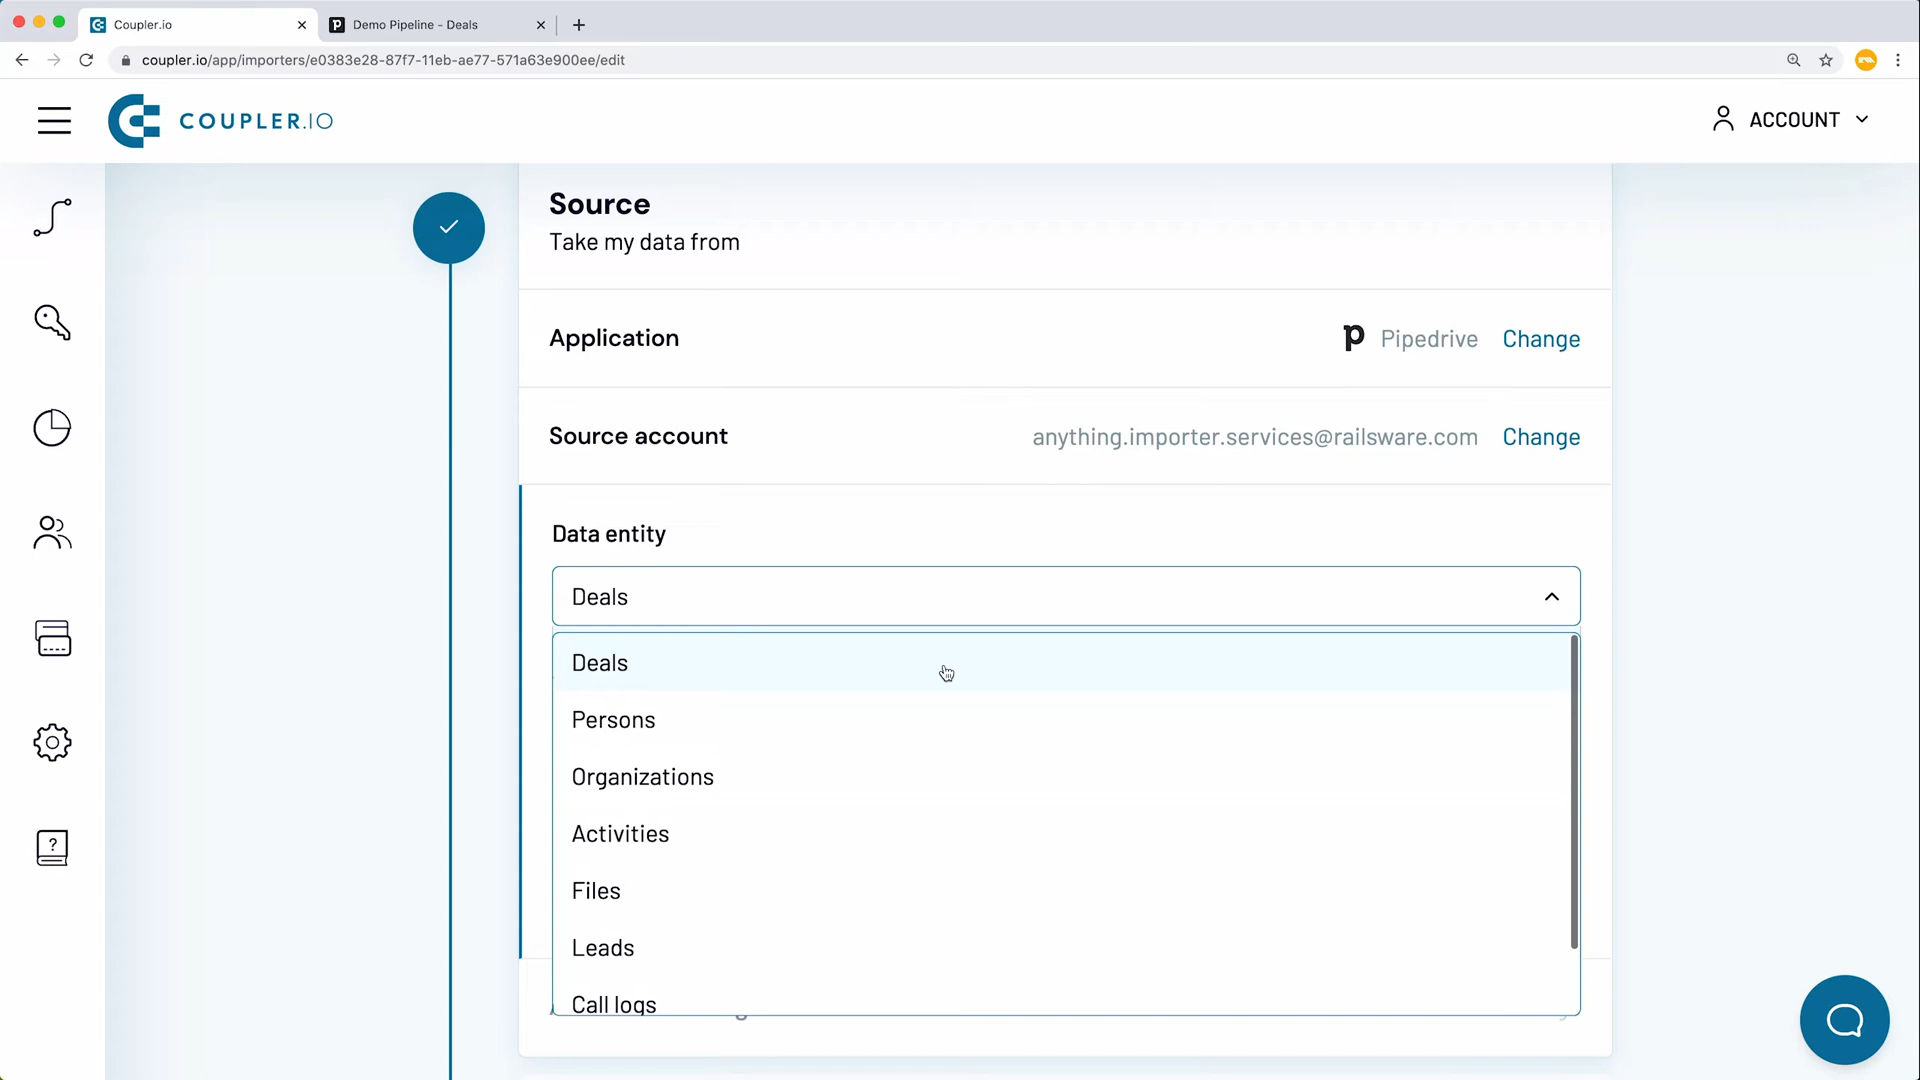 Coupler.io
Demo Pipeline - Deals
coupler.io/app/importers/e0383e28-87f7-11eb-ae77-571a63e900ee/edit
COUPLER.IO
ACCOUNT
Source
Take my data from
Application
Pipedrive
Change
Source account
anything.importer.services@railsware.com
Change
Data entity
Deals
Deals
Persons
Organizations
Activities
Files
Leads
Call logs